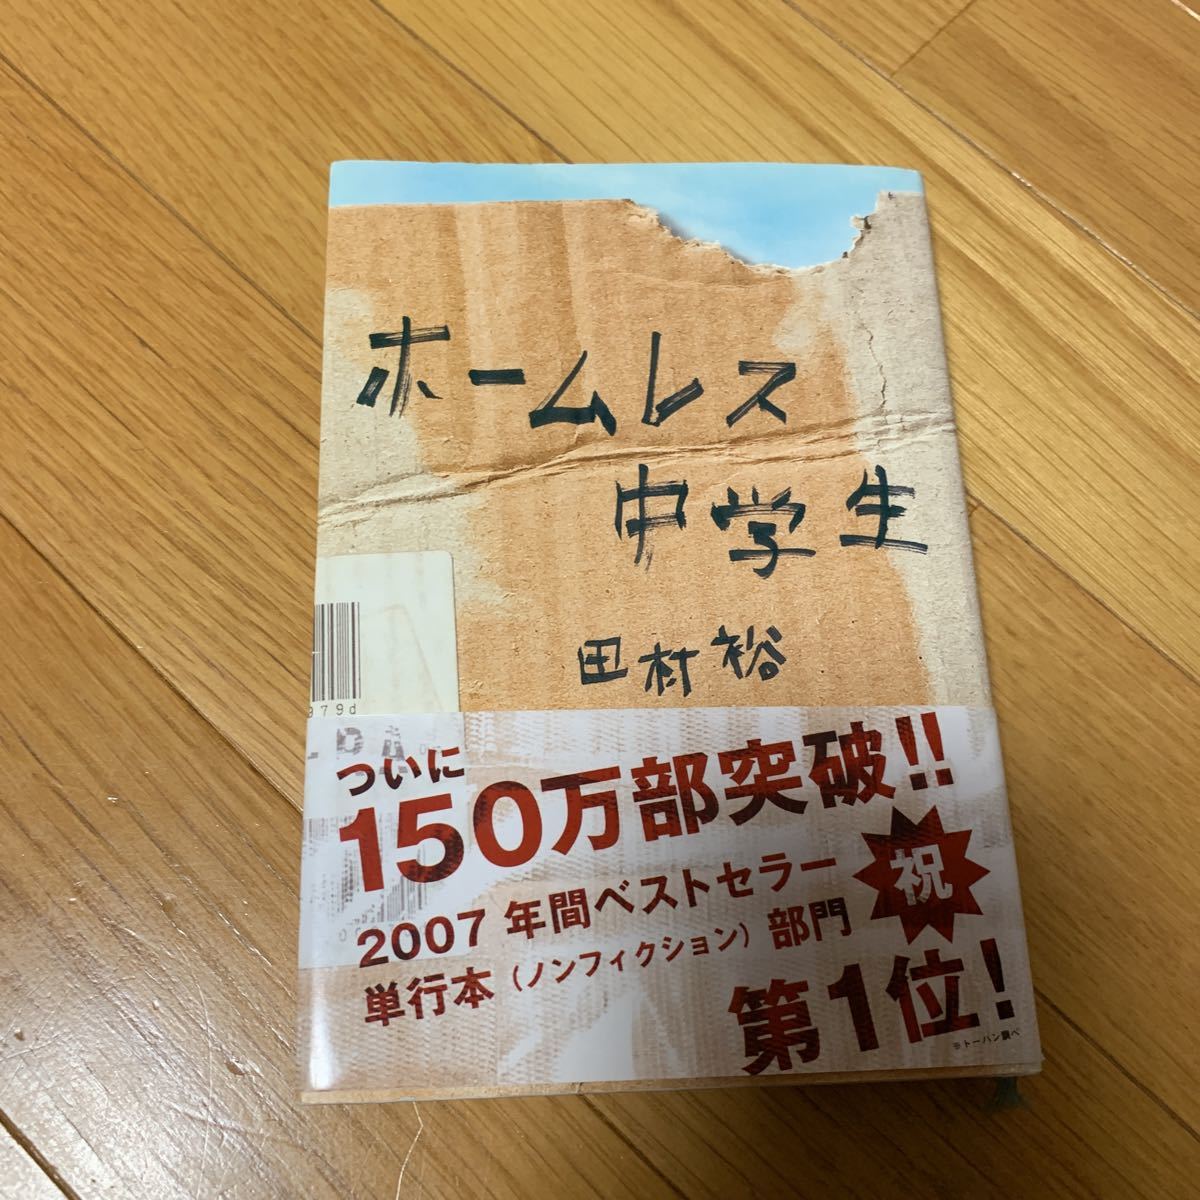 ホームレス
中学生
田村裕
979d
ついに
150万部突破!!
2007年間ベストセラー
単行本(ノンフィクション)部門
祝
第1位!
※トーハン調べ